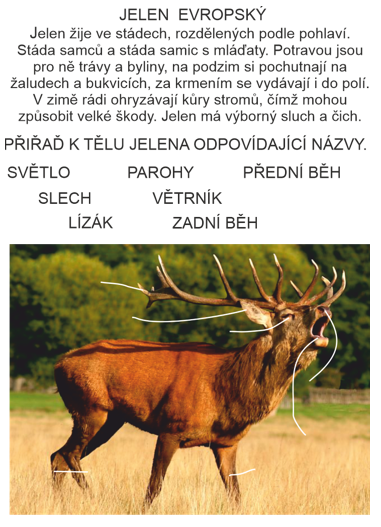 JELEN EVROPSKÝ
Jelen žije ve stádech, rozdělených podle pohlaví.
Stáda samců a stáda samic s mláďaty. Potravou jsou
pro ně trávy a byliny, na podzim si pochutnají na
žaludech a bukvicích, za krmením se vydávají i do polí.
V zimě rádi ohryzávají kůry stromů, čímž mohou
způsobit velké škody. Jelen má výborný sluch a čich.
PŘIŘAĎ K TĚLU JELENA ODPOVÍDAJÍCÍ NÁZVY.
SVĚTLO PAROHY PŘEDNÍ BĚH
SLECH VĚTRNÍK
LÍZÁK ZADNÍ BĚH